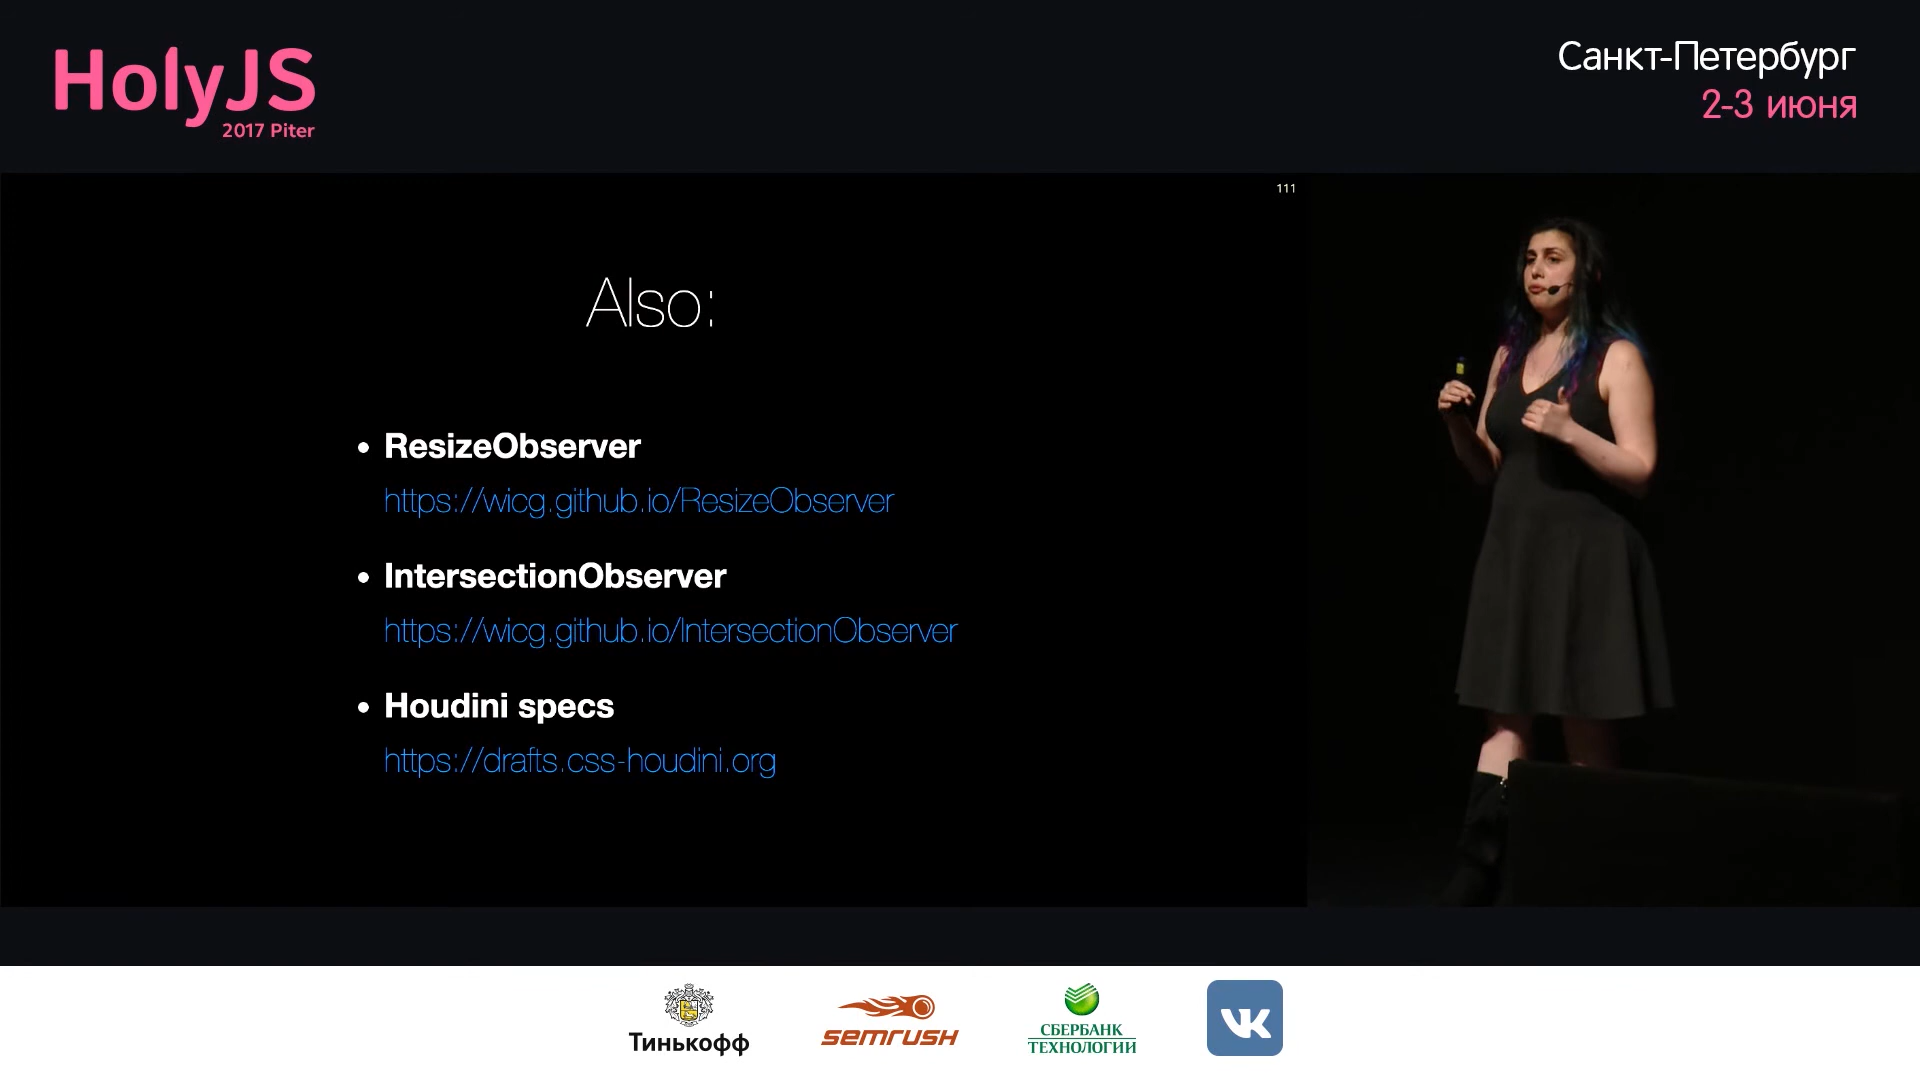 HolyJS
2017 Piter
Санкт-Петербург
2-3 июня
111
Also:
• ResizeObserver
https://wicg.github.io/ResizeObserver
• IntersectionObserver
https://wicg.github.io/IntersectionObserver
• Houdini specs
https://drafts.css-houdini.org
Тинькофф
semrush
СБЕРБАНК
ТЕХНОЛОГИИ
VK